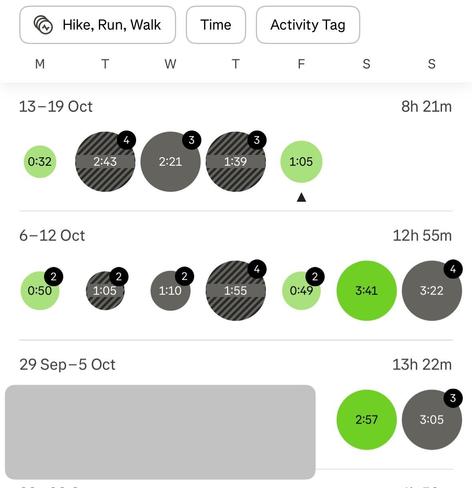 Hike, Run, Walk Time Activity Tag
M T W T F S S
13–19 Oct 8h 21m
4 3 3
0:32 2:43 2:21 1:39 1:05
6–12 Oct 12h 55m
2 2 2 4 2 4
0:50 1:05 1:10 1:55 0:49 3:41 3:22
29 Sep–5 Oct 13h 22m
3
2:57 3:05